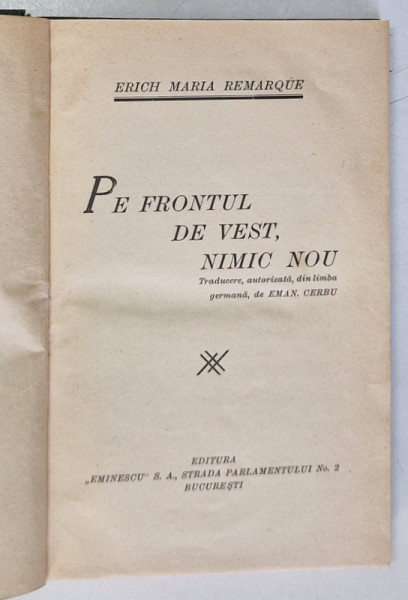 ERICH MARIA REMARQUE
PE FRONTUL
DE VEST,
NIMIC NOU
Traducere, autorizată, din limba
germană, de EMAN. CERBU
EDITURA
„EMINESCU" S. A., STRADA PARLAMENTULUI No. 2
BUCUREȘTI